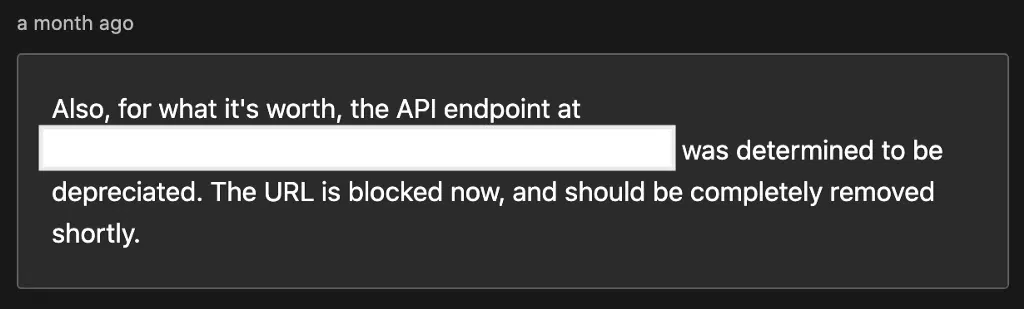 a month ago
Also, for what it's worth, the API endpoint at
was determined to be
depreciated. The URL is blocked now, and should be completely removed
shortly.